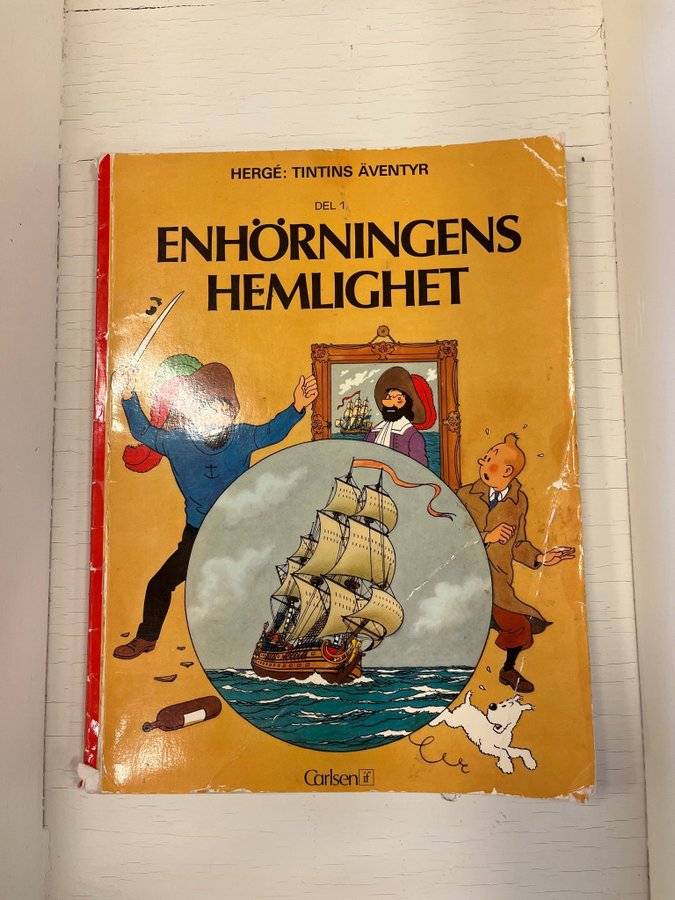 HERGÉ: TINTINS ÄVENTYR
DEL 1
ENHÖRNINGENS
HEMLIGHET
Carlsen if